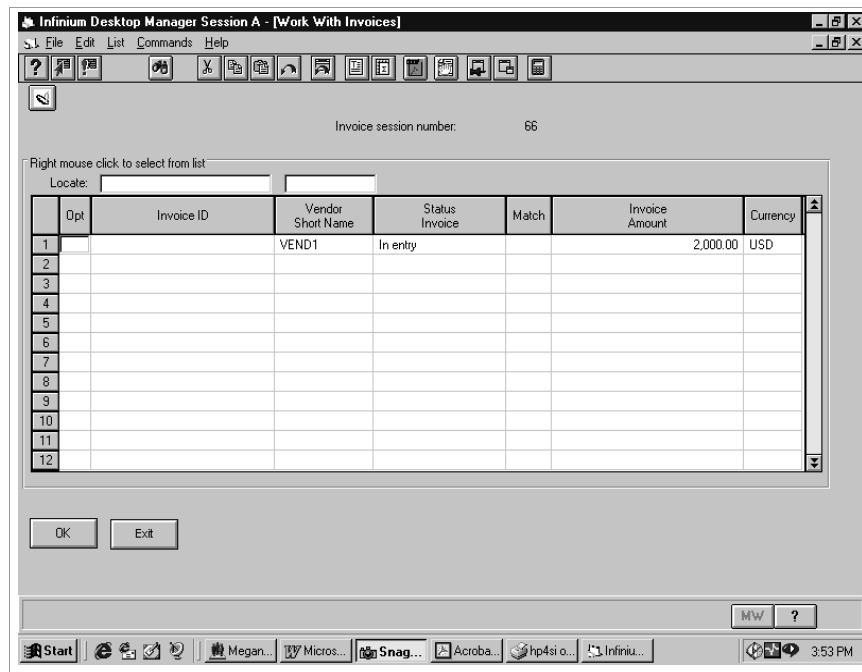 Infinium Desktop Manager Session A - [Work With Invoices]
File Edit List Commands Help
?
Invoice session number: 66
Right mouse click to select from list
Locate:
Opt Invoice ID Vendor Short Name Status Invoice Match Invoice Amount Currency
1 VEND1 In entry 2,000.00 USD
2
3
4
5
6
7
8
9
10
11
12
OK Exit
MW ?
Start Megan... Micros... Snag... Acroba... hp4si o... Infiniu... 3:53 PM